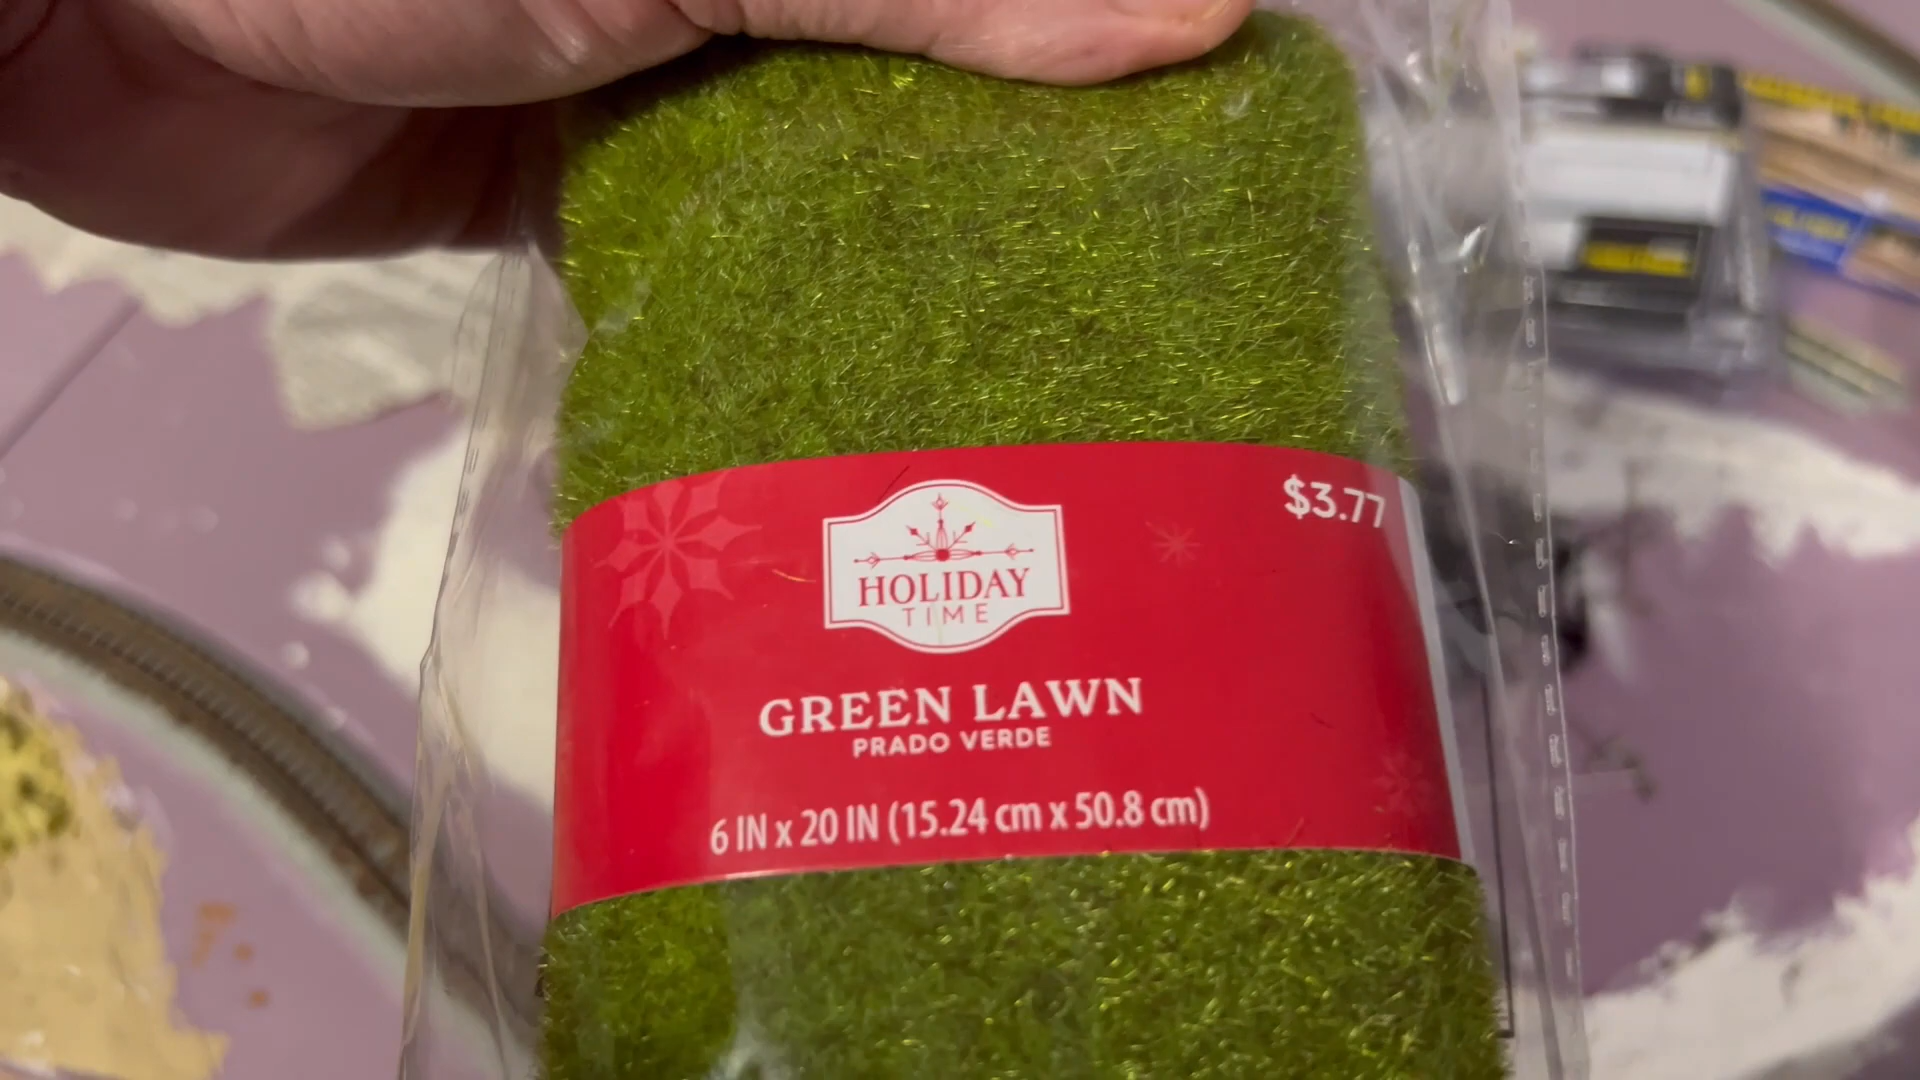 $3.77
HOLIDAY
TIME
GREEN LAWN
PRADO VERDE
6 IN x 20 IN (15.24 cm x 50.8 cm)